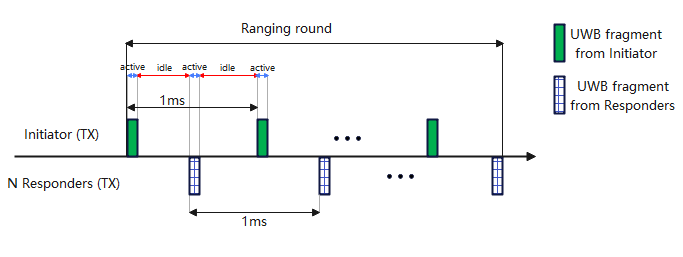 Ranging round
UWB fragment
from Initiator
active idle active idle active
UWB fragment
from Responders
1ms
Initiator (TX)
•••
•••
N Responders (TX)
1ms